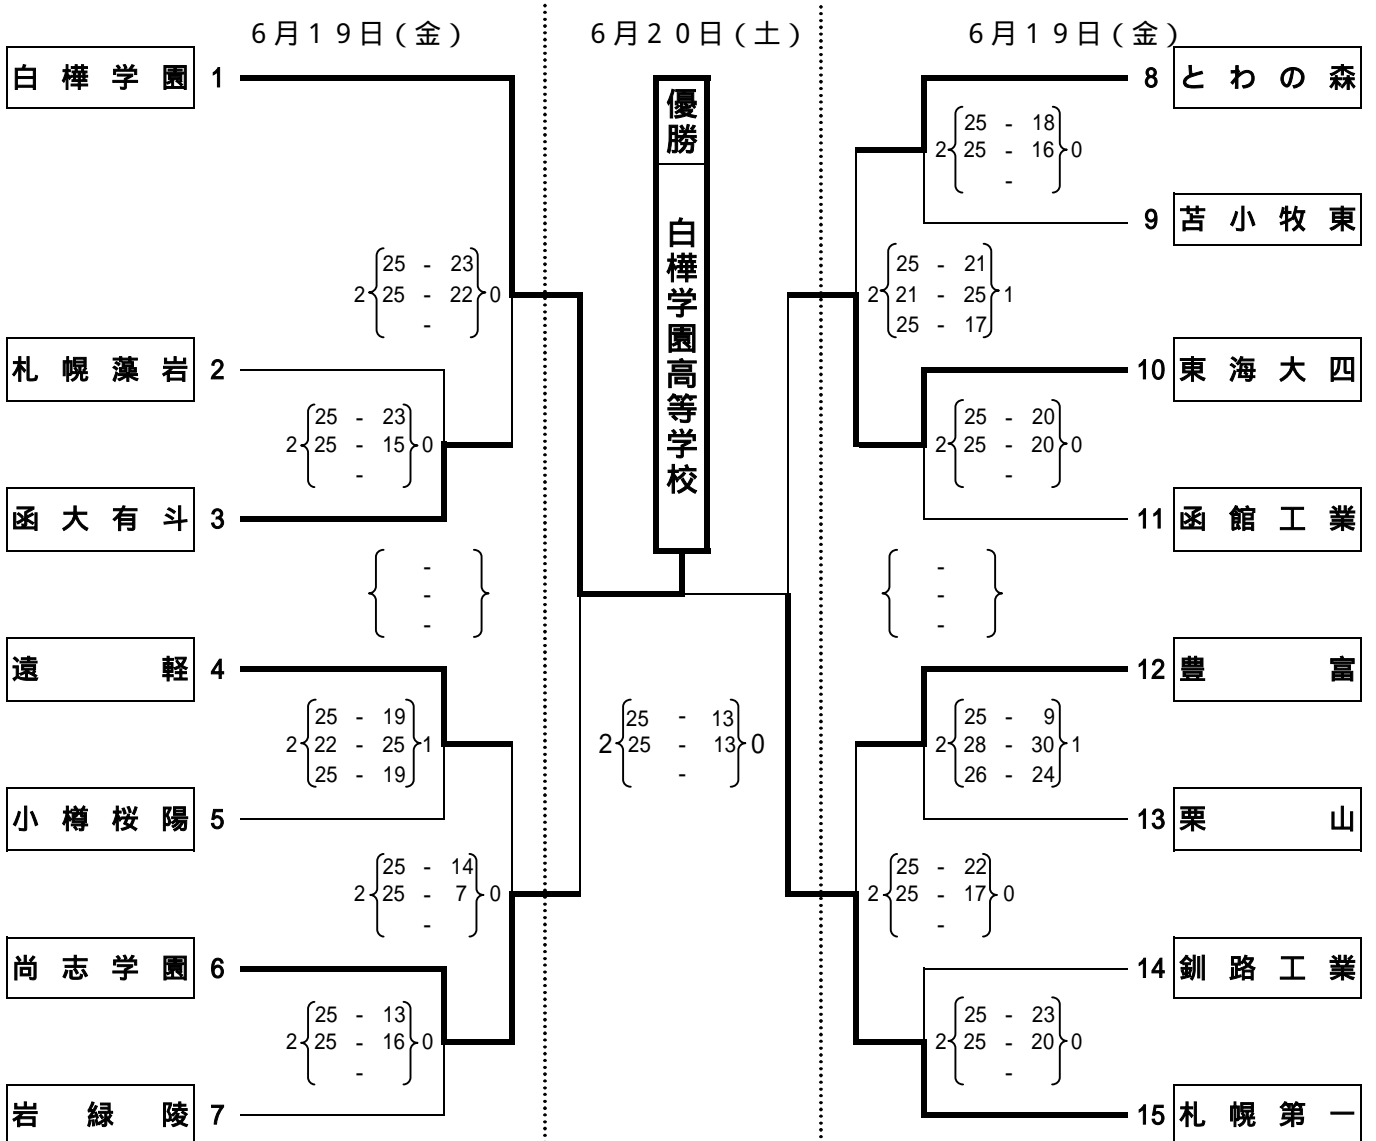 6月19日(金)
6月20日(土)
6月19日(金)
白樺学園 1
札幌藻岩 2
函大有斗 3
遠軽 4
小樽桜陽 5
尚志学園 6
岩緑陵 7
25 - 23
2 25 - 22 0
-
25 - 23
2 25 - 15 0
-
-
-
-
25 - 19
2 22 - 25 1
25 - 19
25 - 14
2 25 - 7 0
-
25 - 13
2 25 - 16 0
-
優勝
白樺学園高等学校
25 - 13
2 25 - 13 0
-
8 とわの森
9 苫小牧東
10 東海大四
11 函館工業
12 豊富
13 栗山
14 釧路工業
15 札幌第一
25 - 18
2 25 - 16 0
-
25 - 21
2 21 - 25 1
25 - 17
25 - 20
2 25 - 20 0
-
-
-
-
25 - 9
2 28 - 30 1
26 - 24
25 - 22
2 25 - 17 0
-
25 - 23
2 25 - 20 0
-